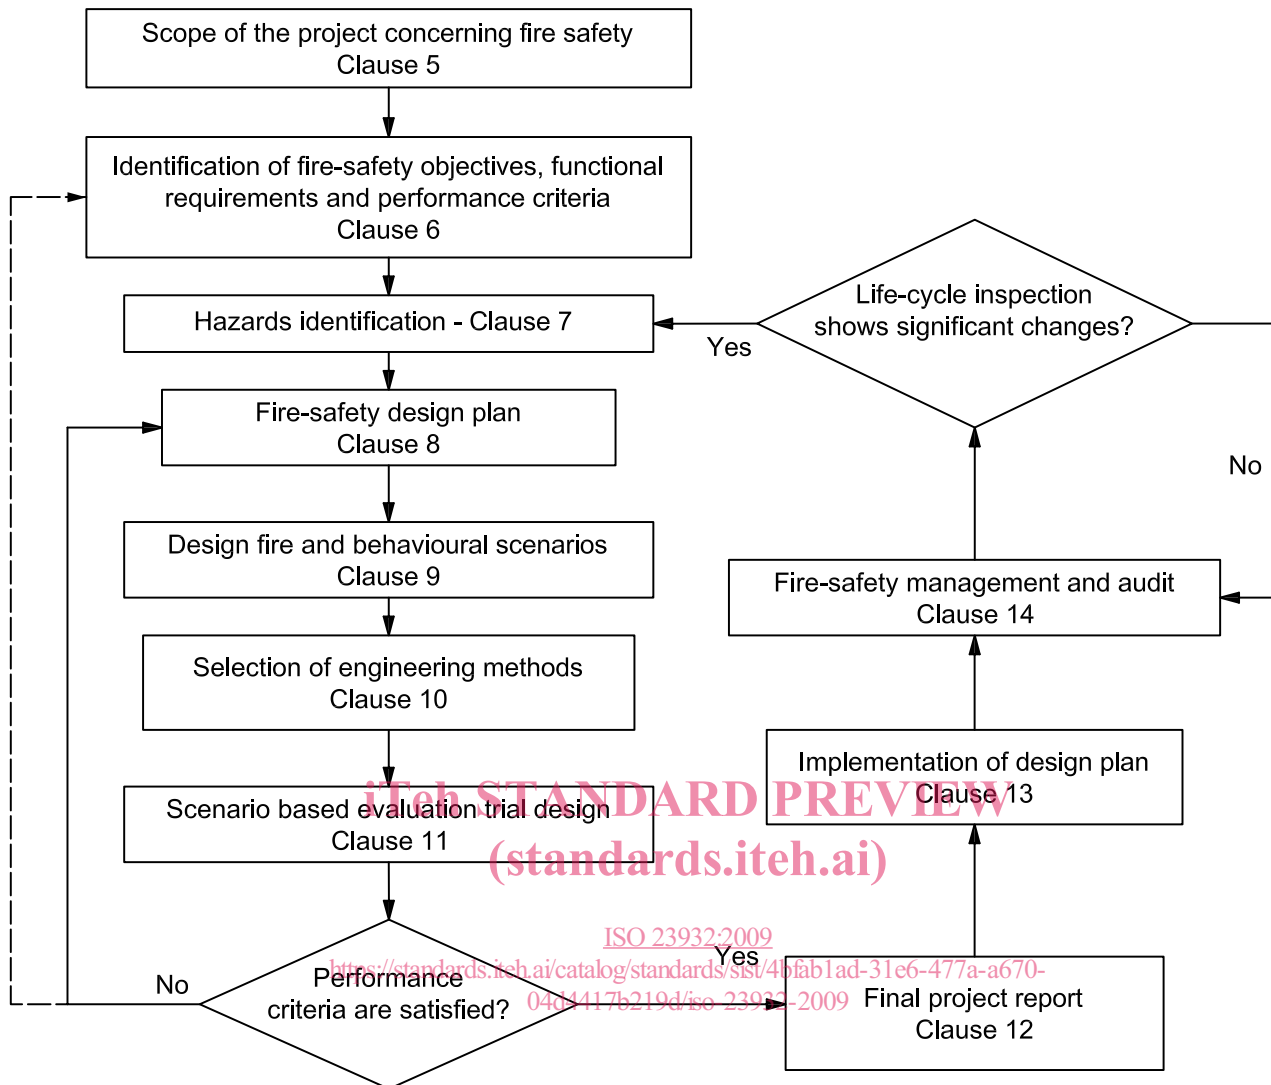 Scope of the project concerning fire safety
Clause 5
Identification of fire-safety objectives, functional
requirements and performance criteria
Clause 6
Hazards identification - Clause 7
Fire-safety design plan
Clause 8
Design fire and behavioural scenarios
Clause 9
Selection of engineering methods
Clause 10
Scenario based evaluation trial design
Clause 11
Performance
criteria are satisfied?
No
Yes
Final project report
Clause 12
Implementation of design plan
Clause 13
Fire-safety management and audit
Clause 14
Life-cycle inspection
shows significant changes?
Yes
No
iTeh STANDARD PREVIEW
(standards.iteh.ai)
ISO 23932:2009
https://standards.iteh.ai/catalog/standards/sist/4bfab1ad-31e6-477a-a670-
04d4417b219d/iso-23932-2009